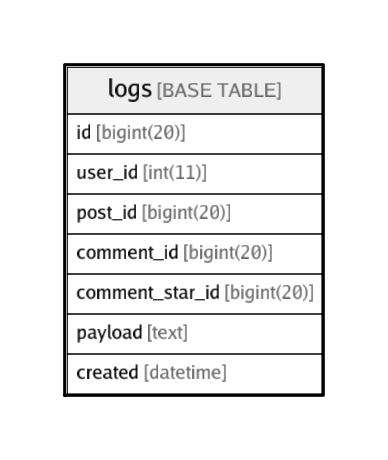 logs [BASE TABLE]
id [bigint(20)]
user_id [int(11)]
post_id [bigint(20)]
comment_id [bigint(20)]
comment_star_id [bigint(20)]
payload [text]
created [datetime]